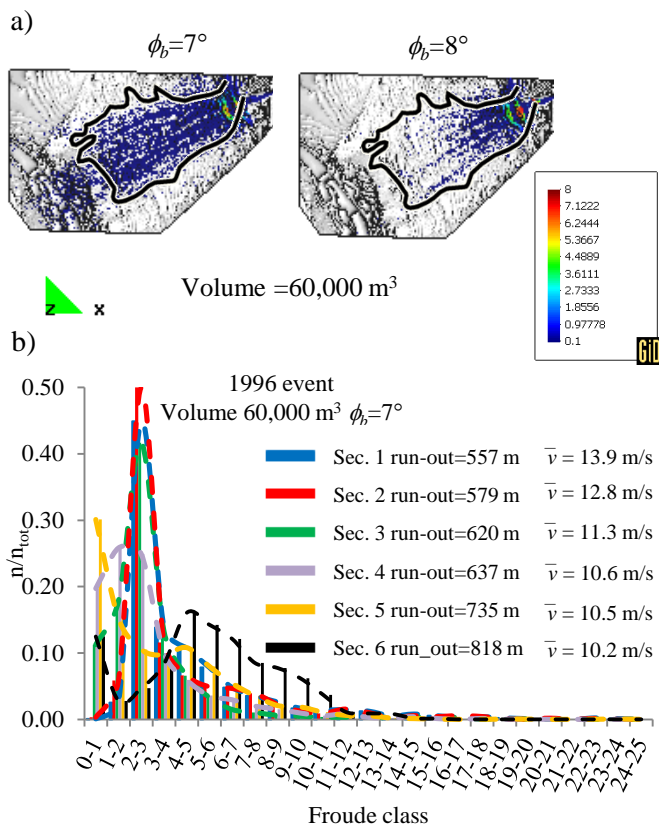 a)
ϕb=7°
ϕb=8°
8
7.1222
6.2444
5.3667
4.4889
3.6111
2.7333
1.8556
0.97778
0.1
GiD
z x
Volume =60,000 m³
b)
1996 event
Volume 60,000 m³ ϕb=7°
0.50
0.40
0.30
0.20
0.10
0.00
n/ntot
Sec. 1 run-out=557 m v̅ = 13.9 m/s
Sec. 2 run-out=579 m v̅ = 12.8 m/s
Sec. 3 run-out=620 m v̅ = 11.3 m/s
Sec. 4 run-out=637 m v̅ = 10.6 m/s
Sec. 5 run-out=735 m v̅ = 10.5 m/s
Sec. 6 run_out=818 m v̅ = 10.2 m/s
0-1 1-2 2-3 3-4 4-5 5-6 6-7 7-8 8-9 9-10 10-11 11-12 12-13 13-14 14-15 15-16 16-17 17-18 18-19 19-20 20-21 21-22 22-23 23-24 24-25
Froude class